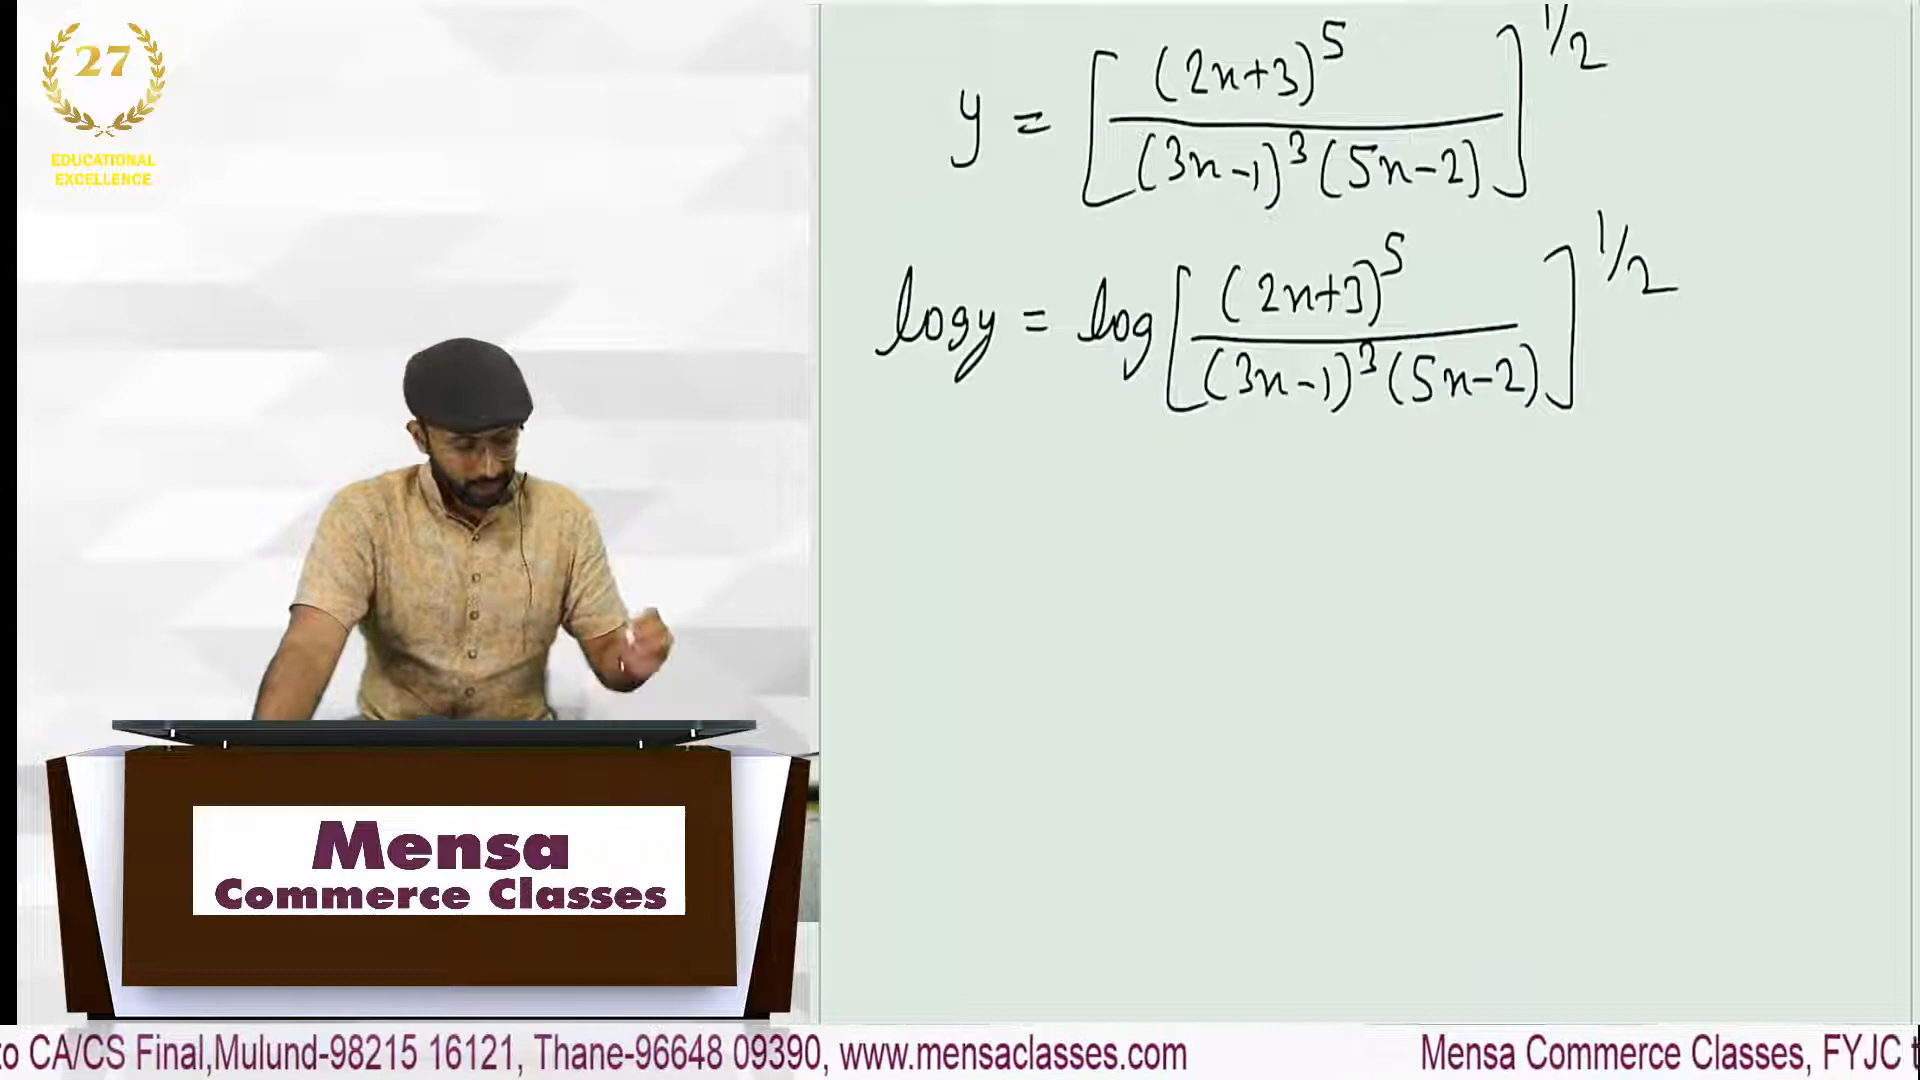 27
EDUCATIONAL
EXCELLENCE
y = [(2x+3)^5 / (3x-1)^3 (5x-2)]^1/2
log y = log [(2x+3)^5 / (3x-1)^3 (5x-2)]^1/2
Mensa
Commerce Classes
to CA/CS Final,Mulund-98215 16121, Thane-96648 09390, www.mensaclasses.com
Mensa Commerce Classes, FYJC t